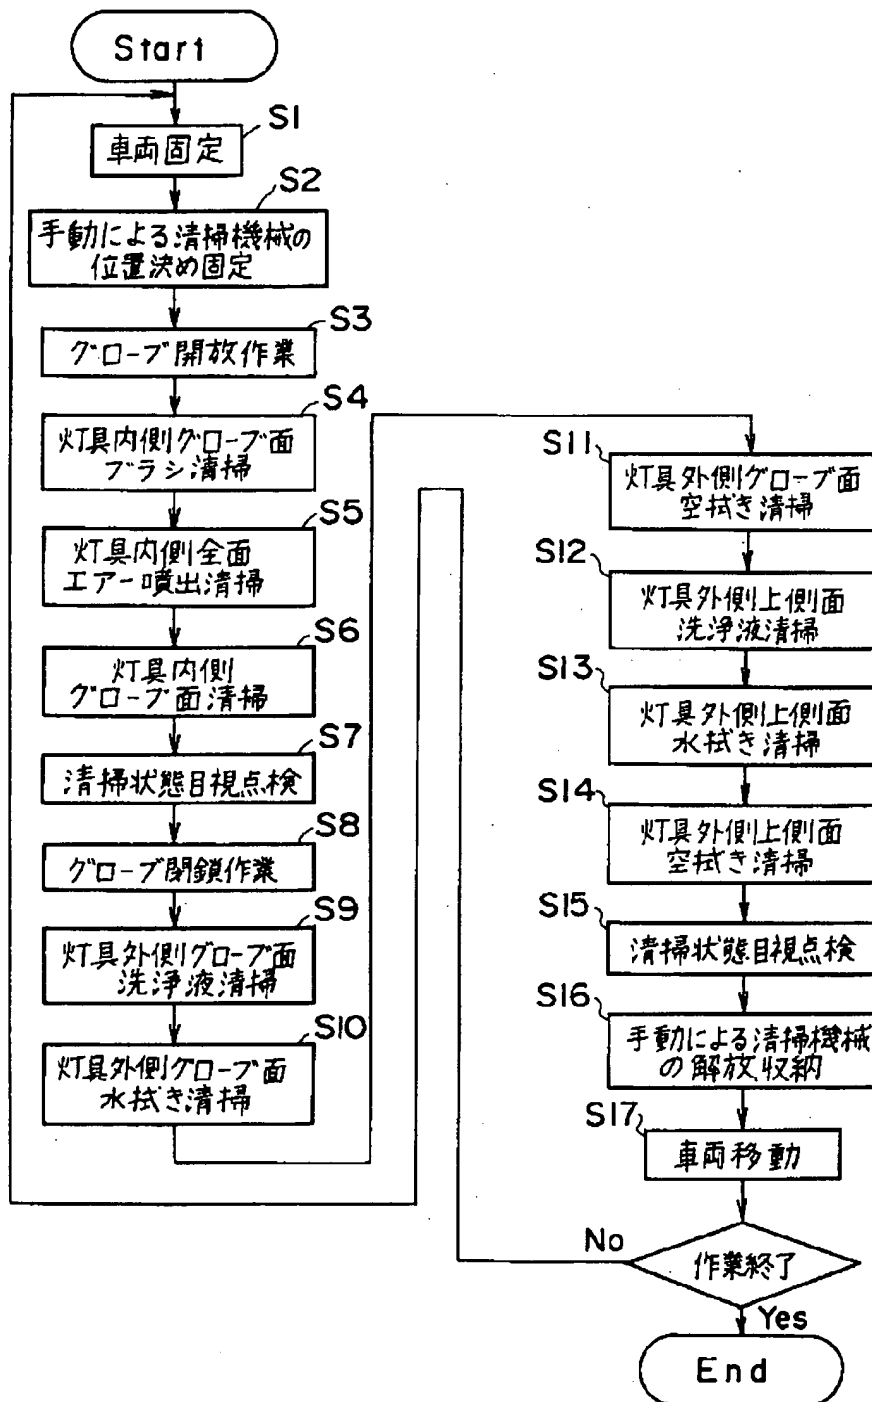 Start
S1
車両固定
S2
手動による清掃機械の
位置決め固定
S3
グローブ開放作業
S4
灯具内側グローブ面
ブラシ清掃
S5
灯具内側全面
エアー噴出清掃
S6
灯具内側
グローブ面清掃
S7
清掃状態目視点検
S8
グローブ閉鎖作業
S9
灯具外側グローブ面
洗浄液清掃
S10
灯具外側グローブ面
水拭き清掃
S11
灯具外側グローブ面
空拭き清掃
S12
灯具外側上側面
洗浄液清掃
S13
灯具外側上側面
水拭き清掃
S14
灯具外側上側面
空拭き清掃
S15
清掃状態目視点検
S16
手動による清掃機械
の解放収納
S17
車両移動
No
作業終了
Yes
End